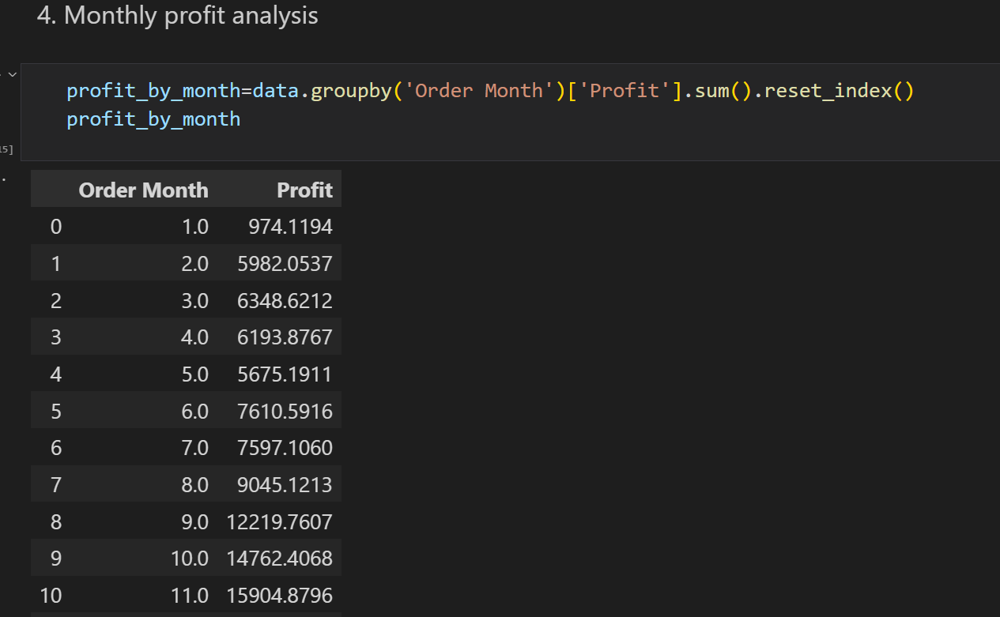 4. Monthly profit analysis
profit_by_month=data.groupby('Order Month')['Profit'].sum().reset_index()
profit_by_month
15]
Order Month Profit
0 1.0 974.1194
1 2.0 5982.0537
2 3.0 6348.6212
3 4.0 6193.8767
4 5.0 5675.1911
5 6.0 7610.5916
6 7.0 7597.1060
7 8.0 9045.1213
8 9.0 12219.7607
9 10.0 14762.4068
10 11.0 15904.8796